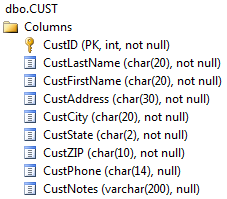 dbo.CUST
Columns
CustID (PK, int, not null)
CustLastName (char(20), not null)
CustFirstName (char(20), not null)
CustAddress (char(30), not null)
CustCity (char(20), not null)
CustState (char(2), not null)
CustZIP (char(10), not null)
CustPhone (char(14), null)
CustNotes (varchar(200), null)